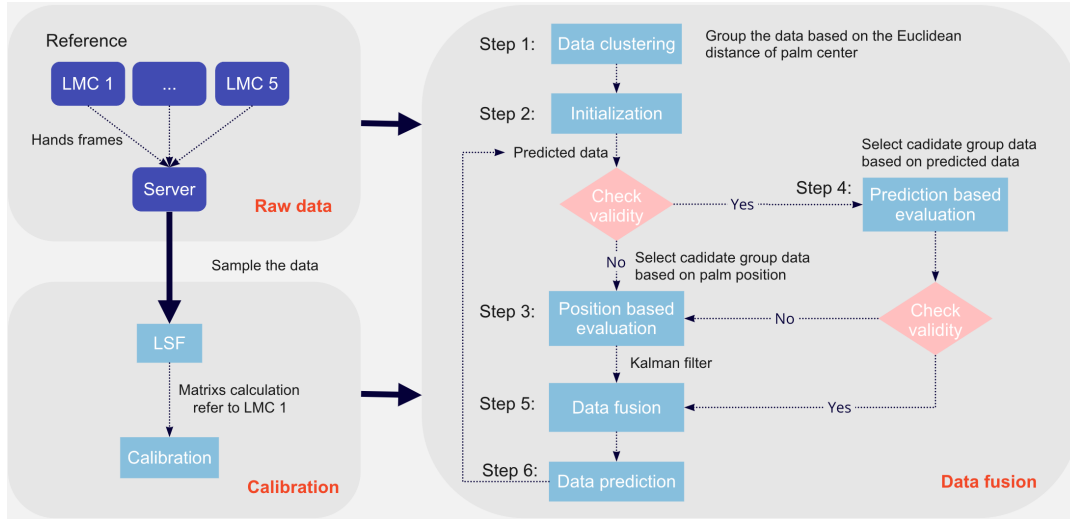 Reference
LMC 1
...
LMC 5
Hands frames
Server
Raw data
Sample the data
LSF
Matrixs calculation
refer to LMC 1
Calibration
Calibration
Step 1:
Data clustering
Group the data based on the Euclidean
distance of palm center
Step 2:
Initialization
Predicted data
Check
validity
Yes
Select cadidate group data
based on predicted data
Step 4:
Prediction based
evaluation
No
Select cadidate group data
based on palm position
Step 3:
Position based
evaluation
No
Check
validity
Kalman filter
Step 5:
Data fusion
Yes
Step 6:
Data prediction
Data fusion